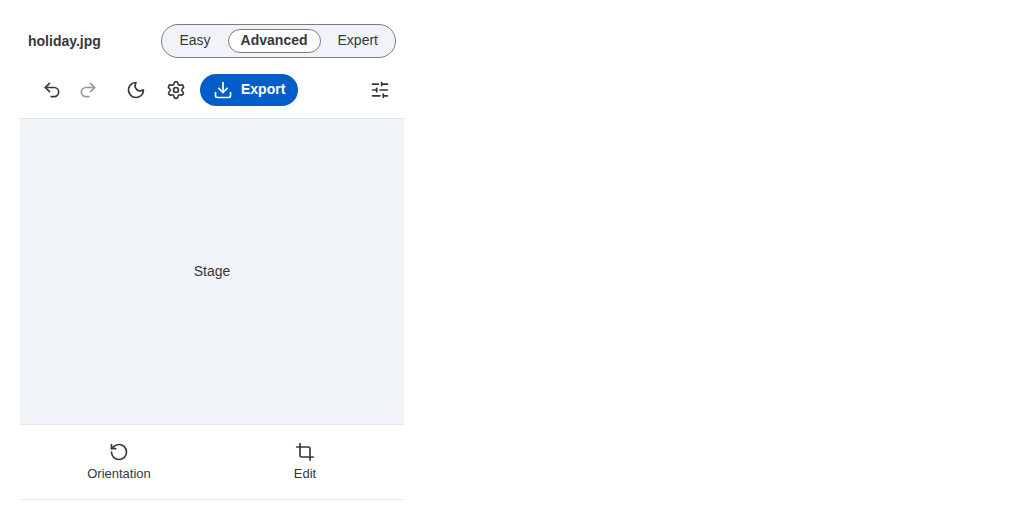 holiday.jpg
Easy Advanced Expert
Export
Stage
Orientation Edit